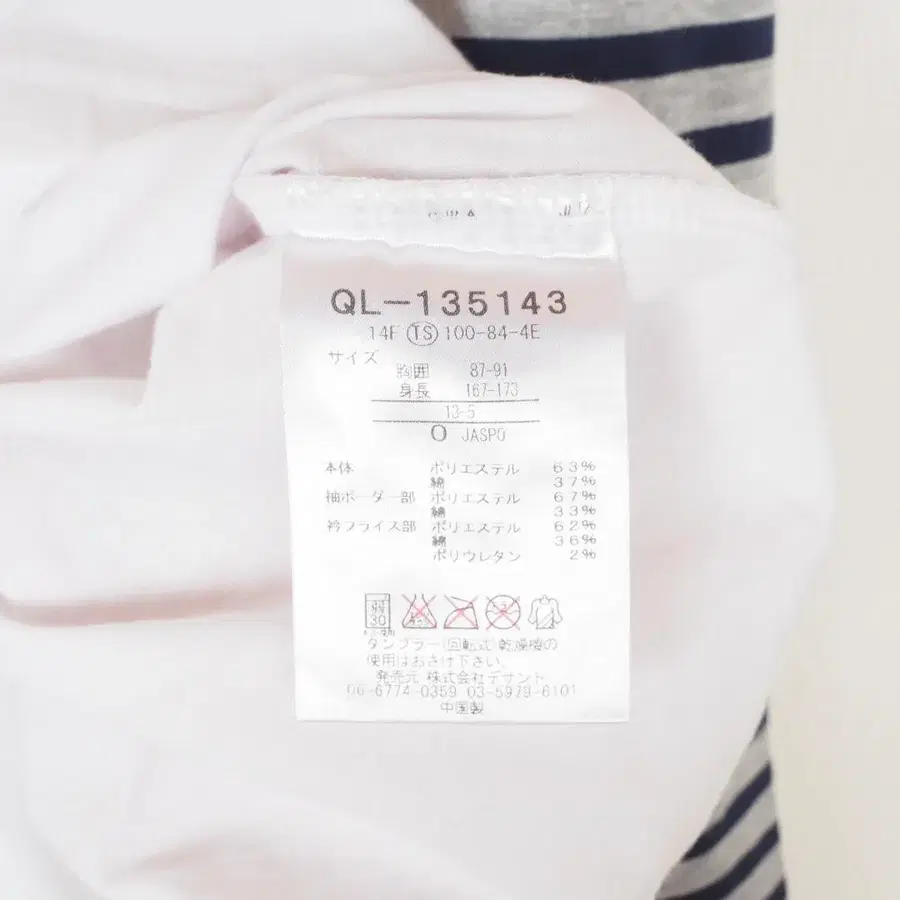 QL-135143
14F TS 100-84-4E
サイズ
胸囲 87-91
身長 167-173
13-5
O JASPO
本体 ポリエステル 63%
綿 37%
袖ボーダー部 ポリエステル 67%
綿 33%
衿フライス部 ポリエステル 62%
綿 36%
ポリウレタン 2%
弱 30
タンブラー(回転式)乾燥機の
使用はおさけ下さい。
発売元 株式会社デサント
06-6774-0359 03-5979-6101
中国製